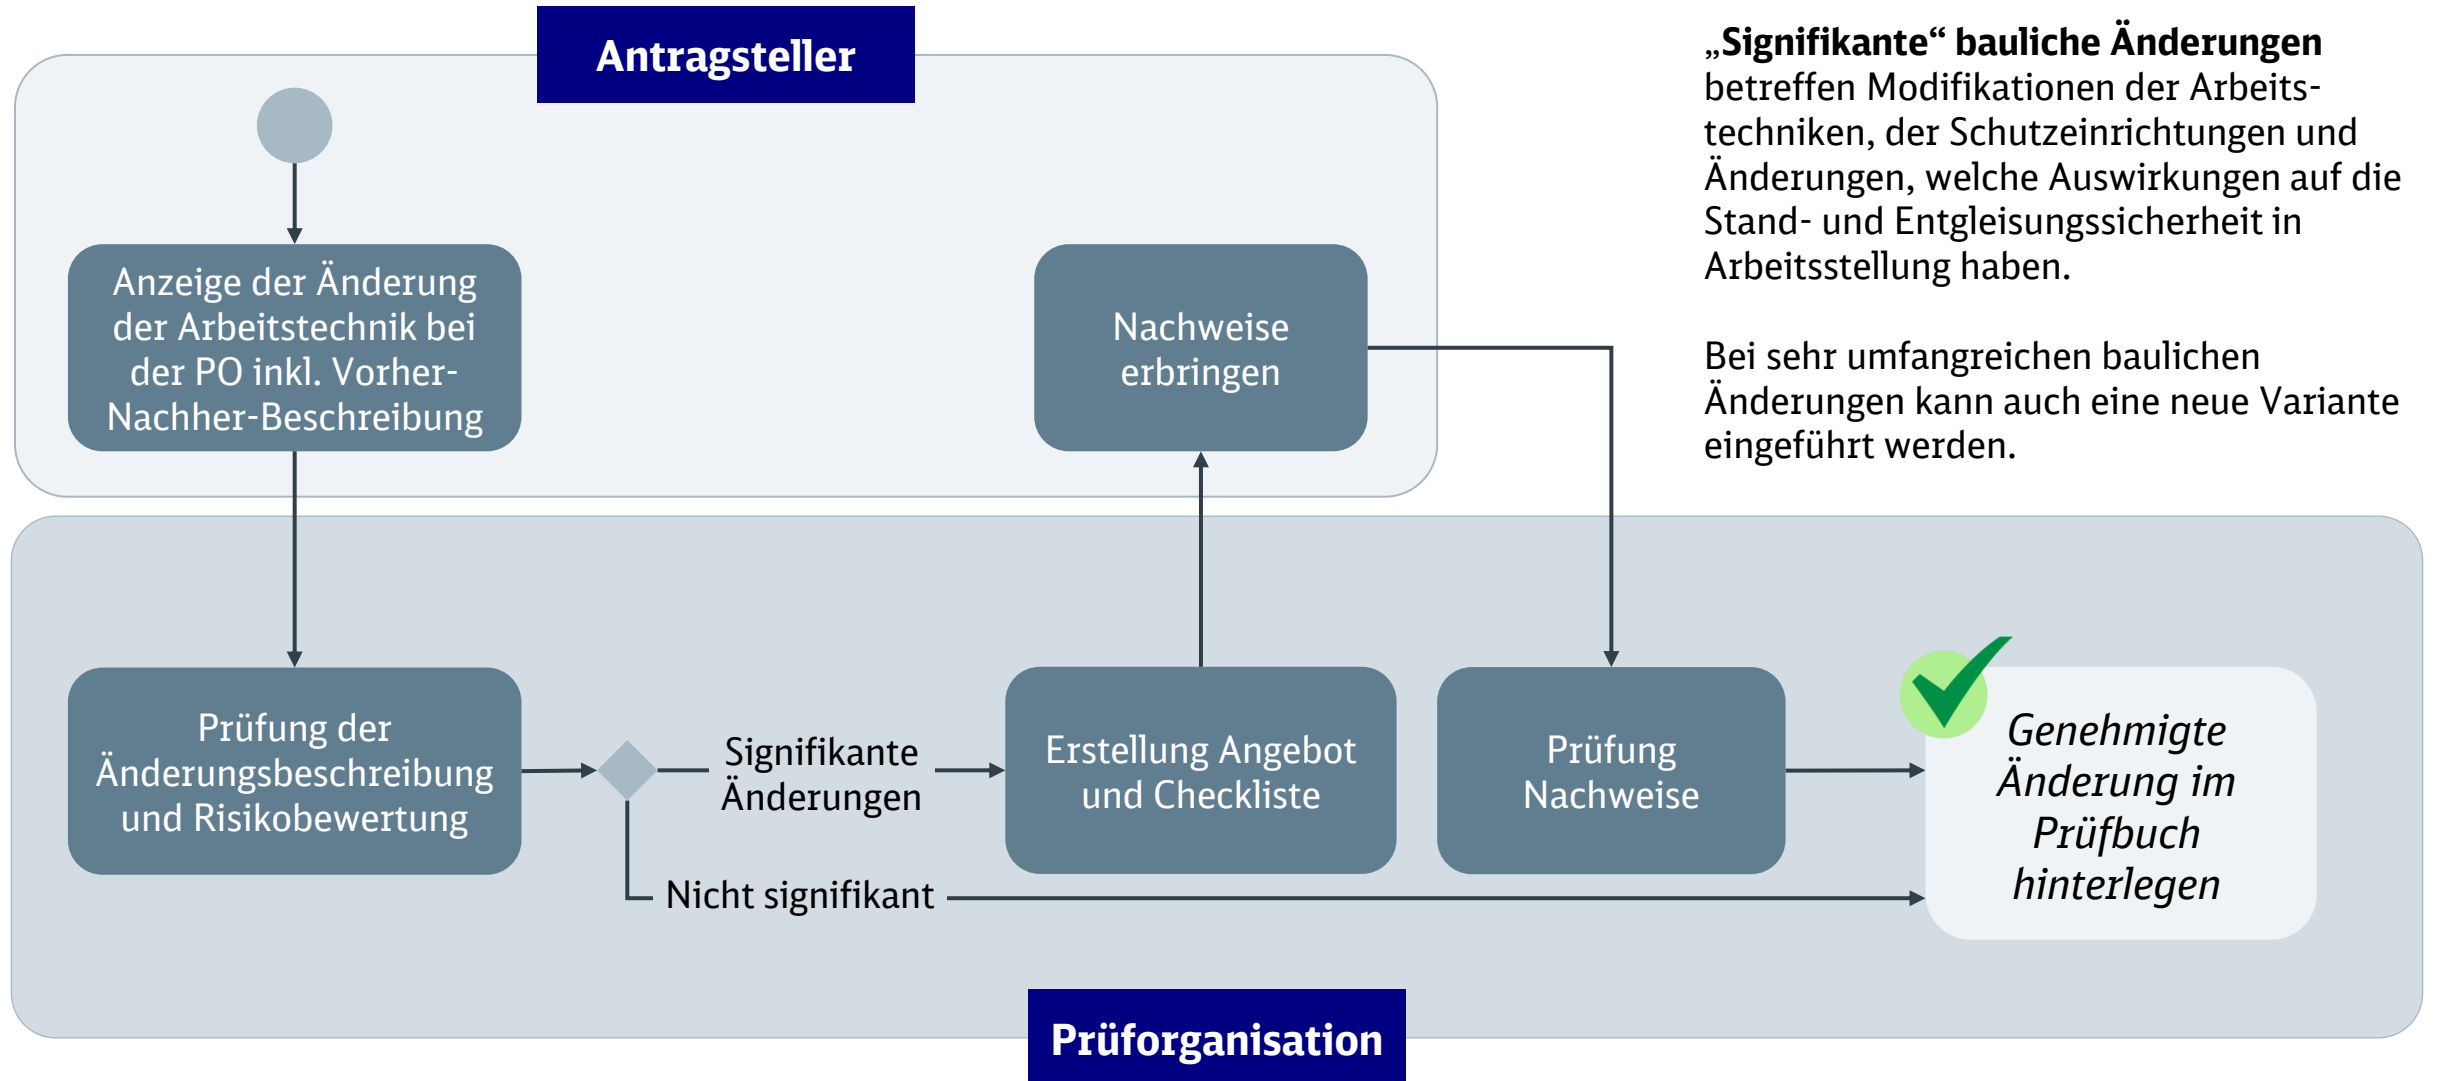 Antragsteller
„Signifikante“ bauliche Änderungen
betreffen Modifikationen der Arbeits-
techniken, der Schutzeinrichtungen und
Änderungen, welche Auswirkungen auf die
Stand- und Entgleisungssicherheit in
Arbeitsstellung haben.
Bei sehr umfangreichen baulichen
Änderungen kann auch eine neue Variante
eingeführt werden.
Anzeige der Änderung
der Arbeitstechnik bei
der PO inkl. Vorher-
Nachher-Beschreibung
Nachweise
erbringen
Prüfung der
Änderungsbeschreibung
und Risikobewertung
Signifikante
Änderungen
Nicht signifikant
Erstellung Angebot
und Checkliste
Prüfung
Nachweise
Genehmigte
Änderung im
Prüfbuch
hinterlegen
Prüforganisation